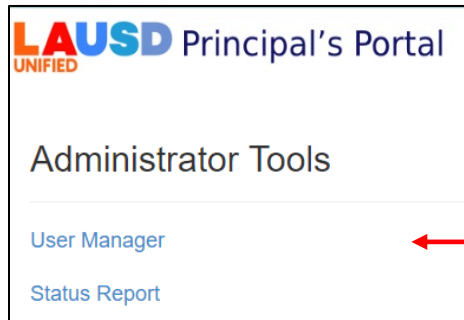 LAUSD Principal's Portal
UNIFIED
Administrator Tools
User Manager
Status Report